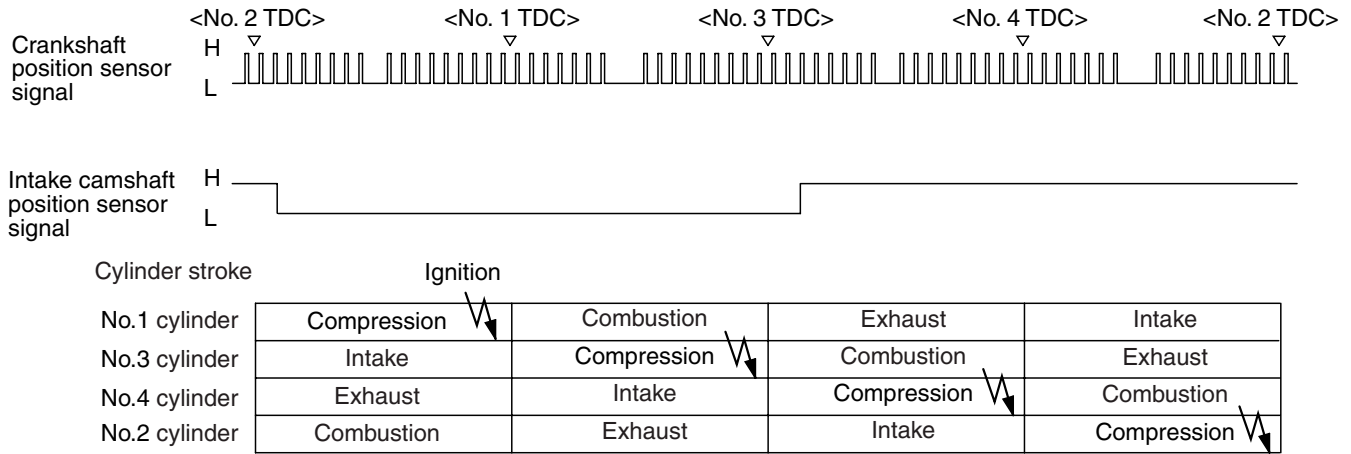 <No. 2 TDC> <No. 1 TDC> <No. 3 TDC> <No. 4 TDC> <No. 2 TDC>
Crankshaft
position sensor
signal
H
L
Intake camshaft
position sensor
signal
H
L
Cylinder stroke Ignition
No.1 cylinder Compression Combustion Exhaust Intake
No.3 cylinder Intake Compression Combustion Exhaust
No.4 cylinder Exhaust Intake Compression Combustion
No.2 cylinder Combustion Exhaust Intake Compression